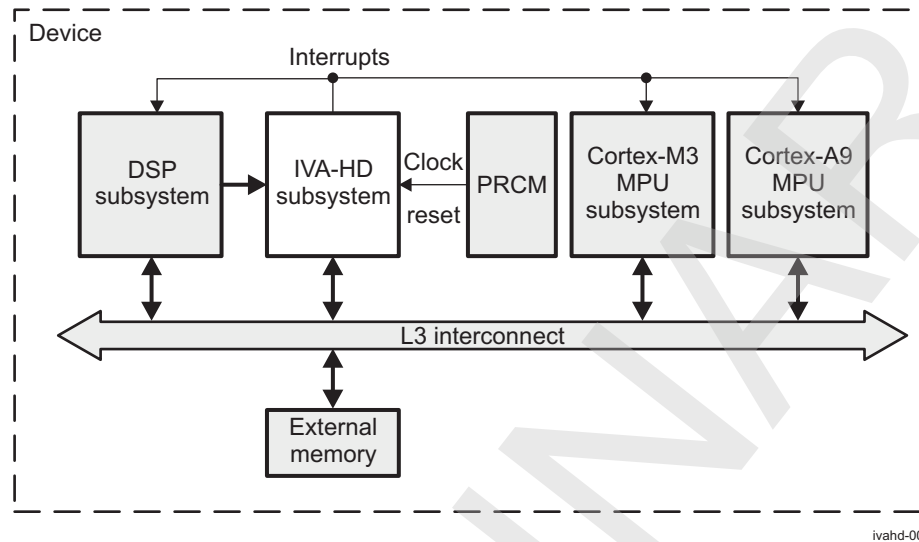 Device
Interrupts
DSP
subsystem
IVA-HD
subsystem
Clock
reset
PRCM
Cortex-M3
MPU
subsystem
Cortex-A9
MPU
subsystem
L3 interconnect
External
memory